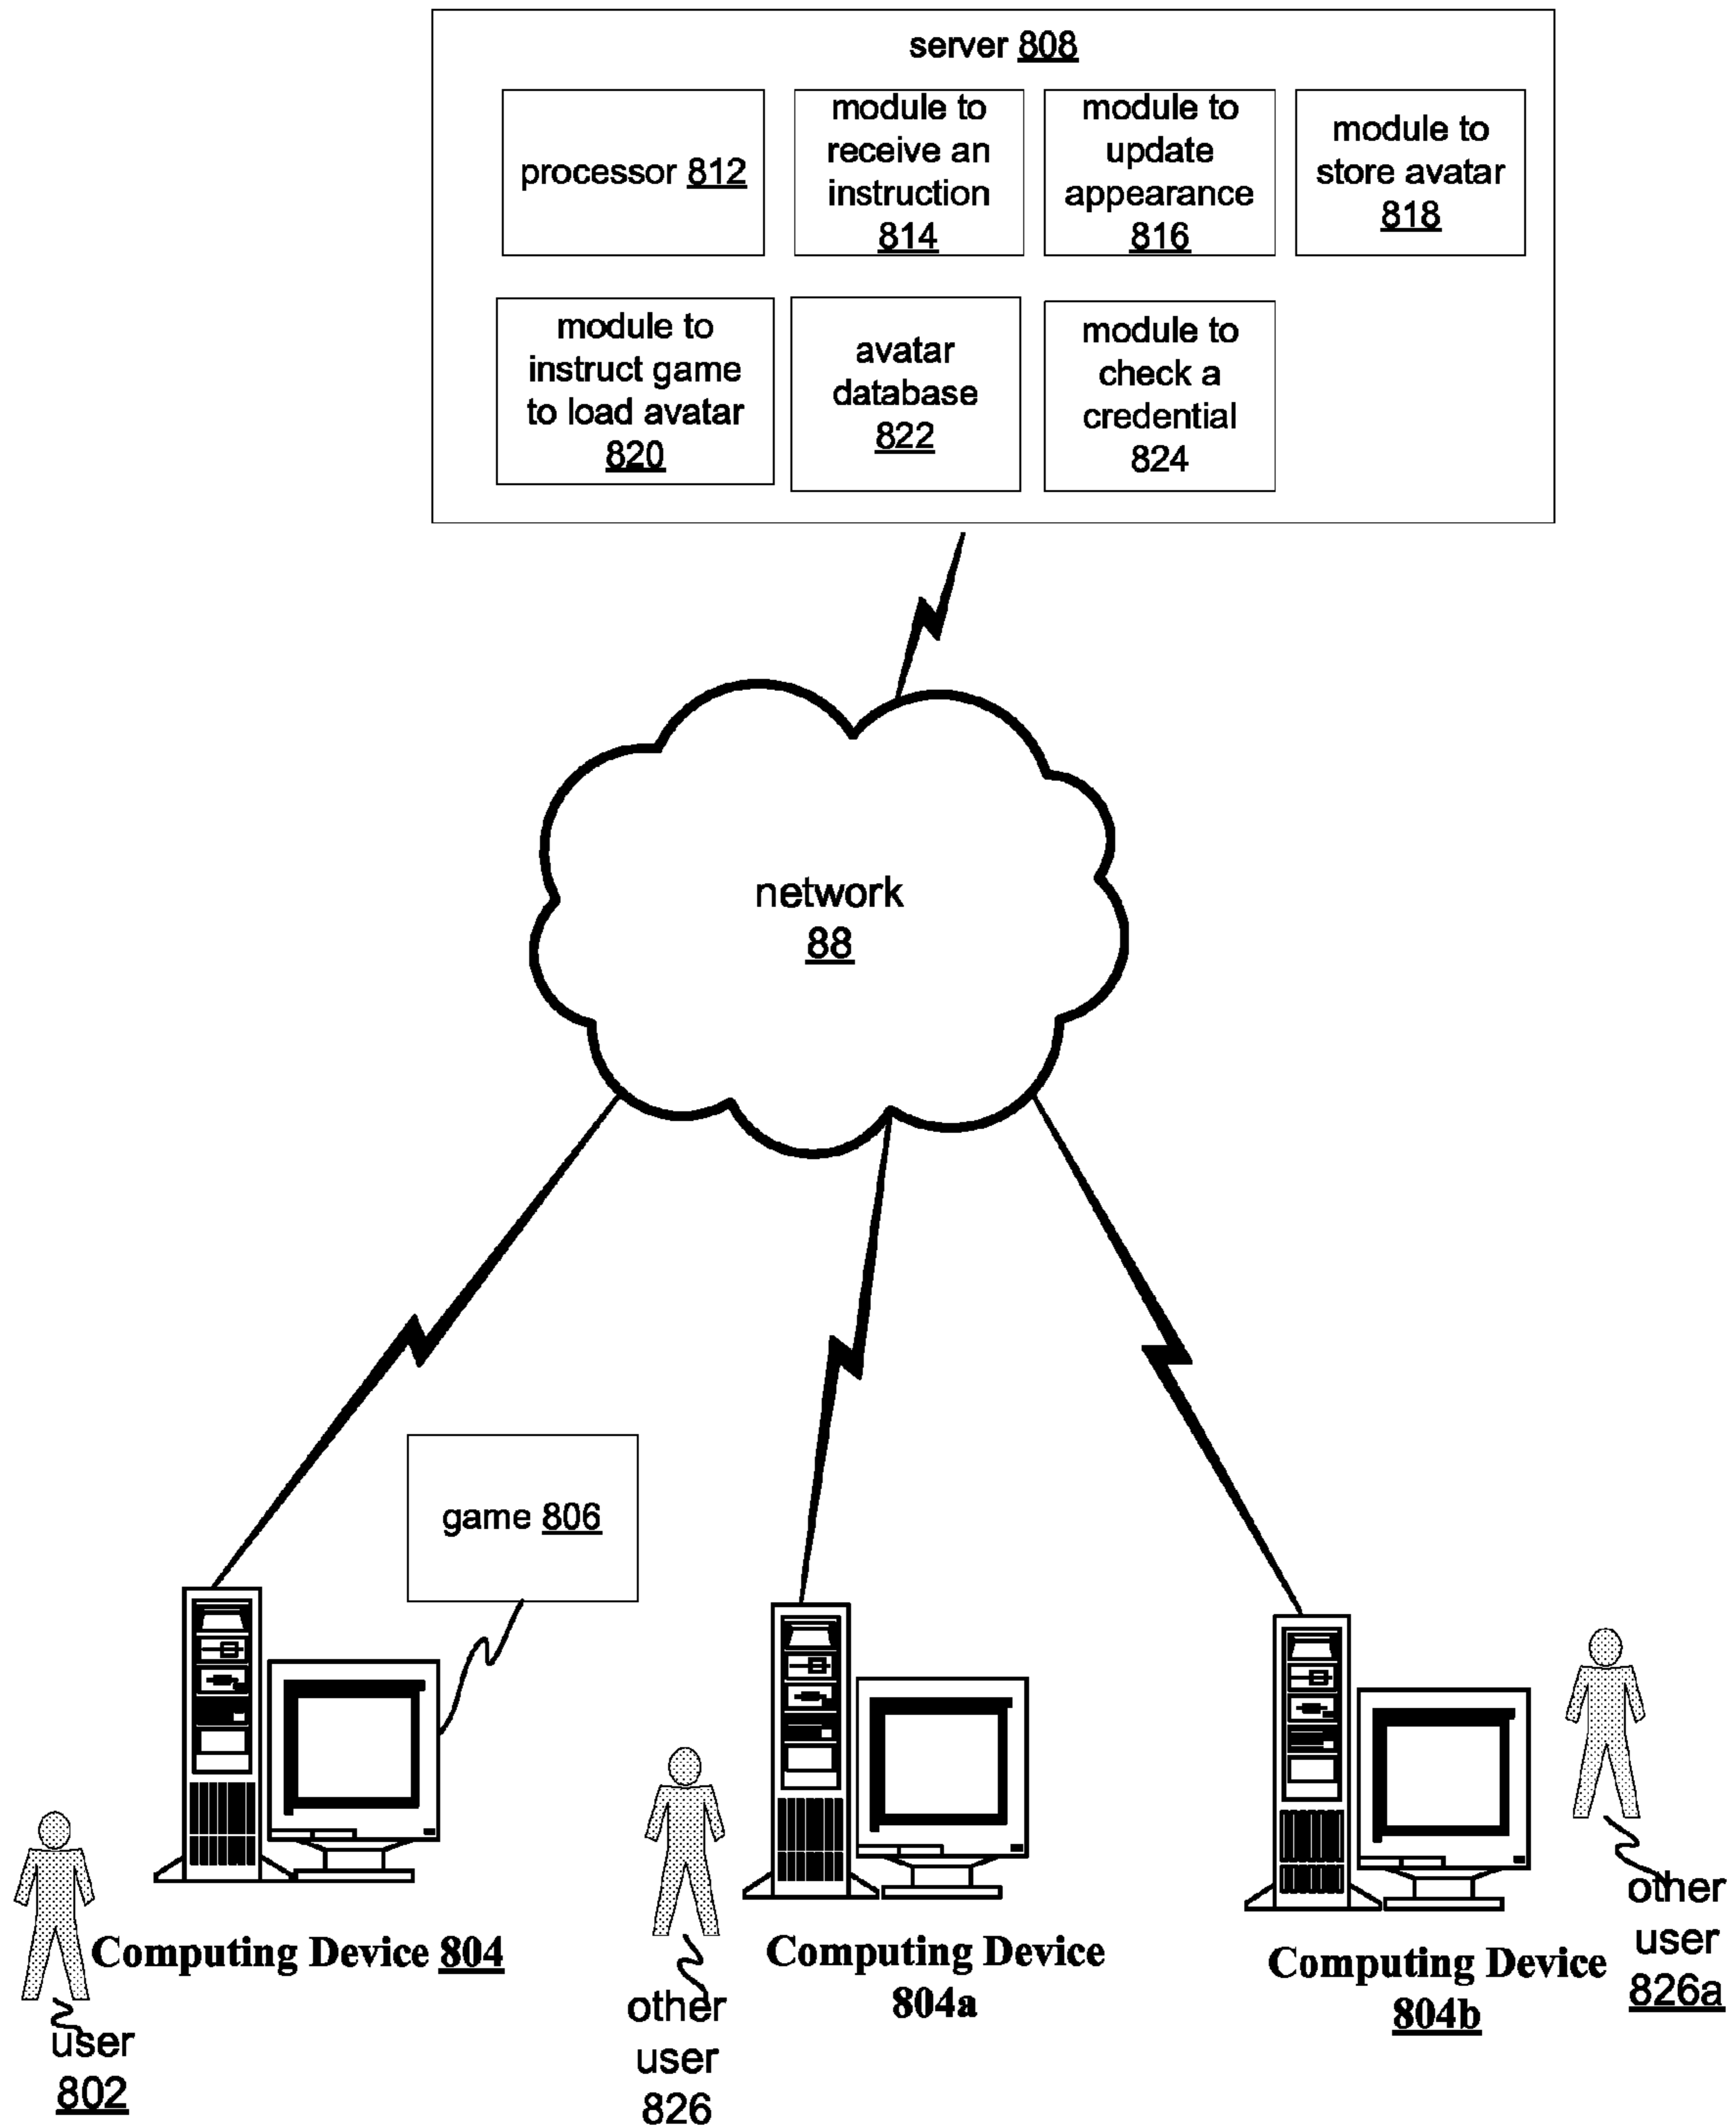 server 808
processor 812
module to
receive an
instruction
814
module to
update
appearance
816
module to
store avatar
818
module to
instruct game
to load avatar
820
avatar
database
822
module to
check a
credential
824
network
88
game 806
Computing Device 804
user
802
other
user
826
Computing Device
804a
Computing Device
804b
other
user
826a